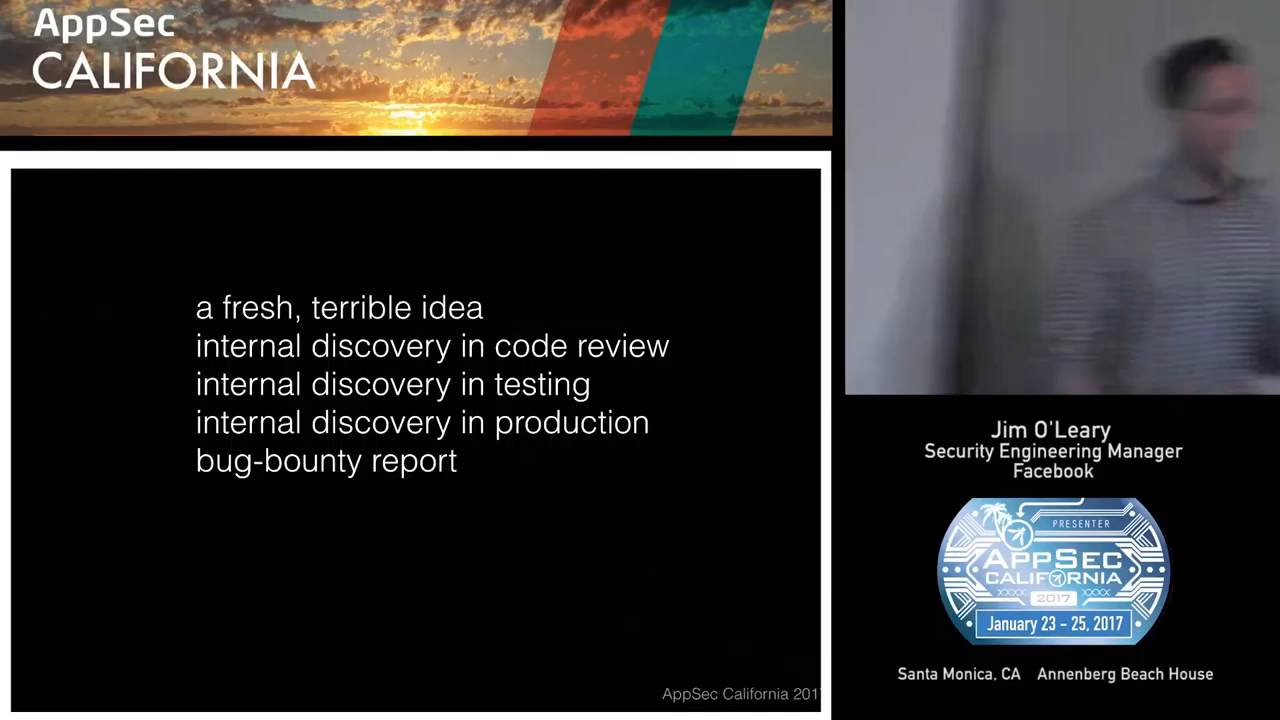 AppSec
CALIFORNIA
a fresh, terrible idea
internal discovery in code review
internal discovery in testing
internal discovery in production
bug-bounty report
AppSec California 201
Jim O'Leary
Security Engineering Manager
Facebook
PRESENTER
APPSEC
CALIFORNIA
XXXX 2017 XXXX
January 23 - 25, 2017
Santa Monica, CA Annenberg Beach House